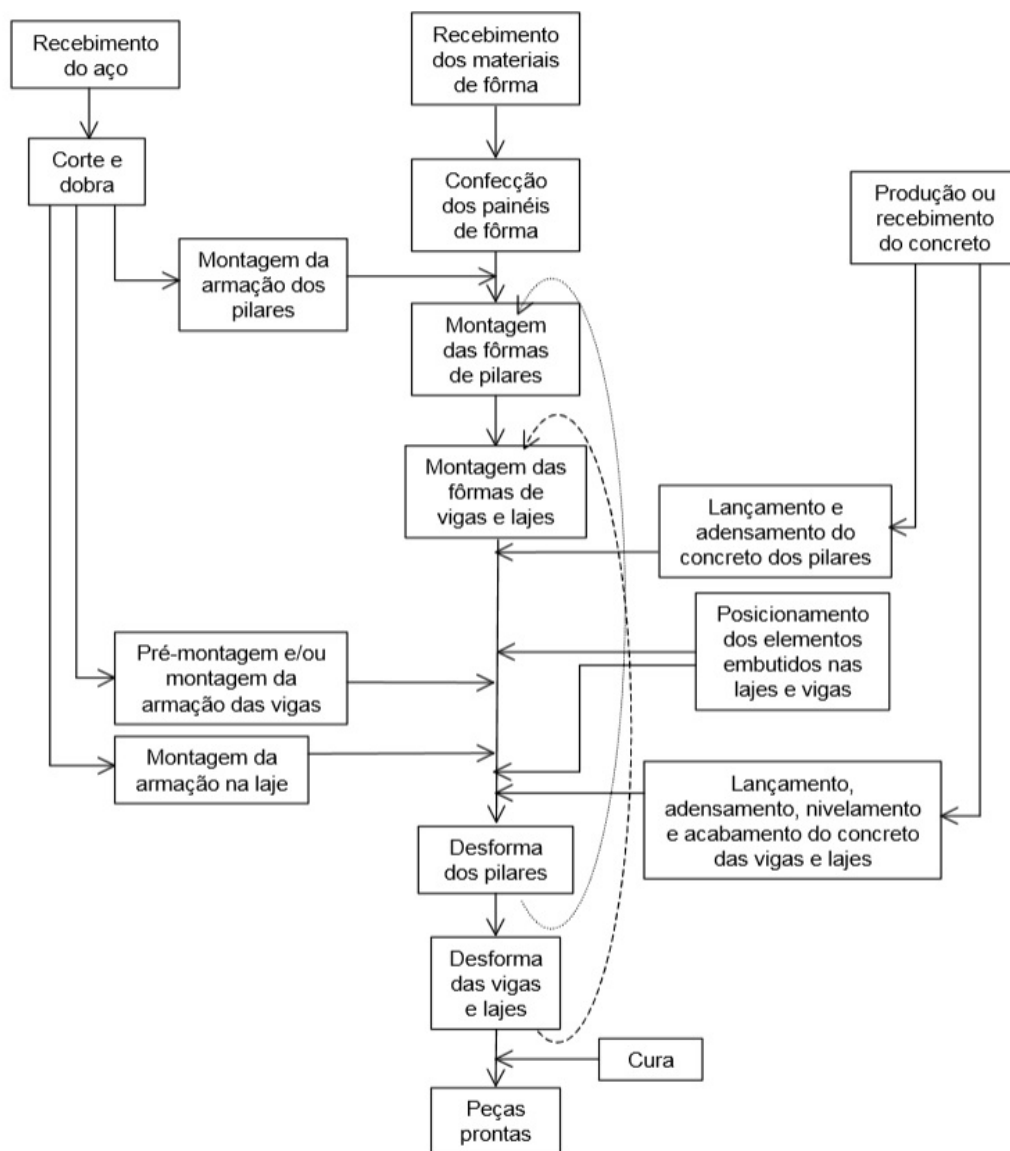 Recebimento
do aço
Recebimento
dos materiais
de fôrma
Corte e
dobra
Confecção
dos painéis
de fôrma
Produção ou
recebimento
do concreto
Montagem da
armação dos
pilares
Montagem
das fôrmas
de pilares
Montagem das
fôrmas de
vigas e lajes
Lançamento e
adensamento do
concreto dos pilares
Posicionamento
dos elementos
embutidos nas
lajes e vigas
Pré-montagem e/ou
montagem da
armação das vigas
Montagem da
armação na laje
Lançamento,
adensamento, nivelamento
e acabamento do concreto
das vigas e lajes
Desforma
dos pilares
Desforma
das vigas
e lajes
Cura
Peças
prontas